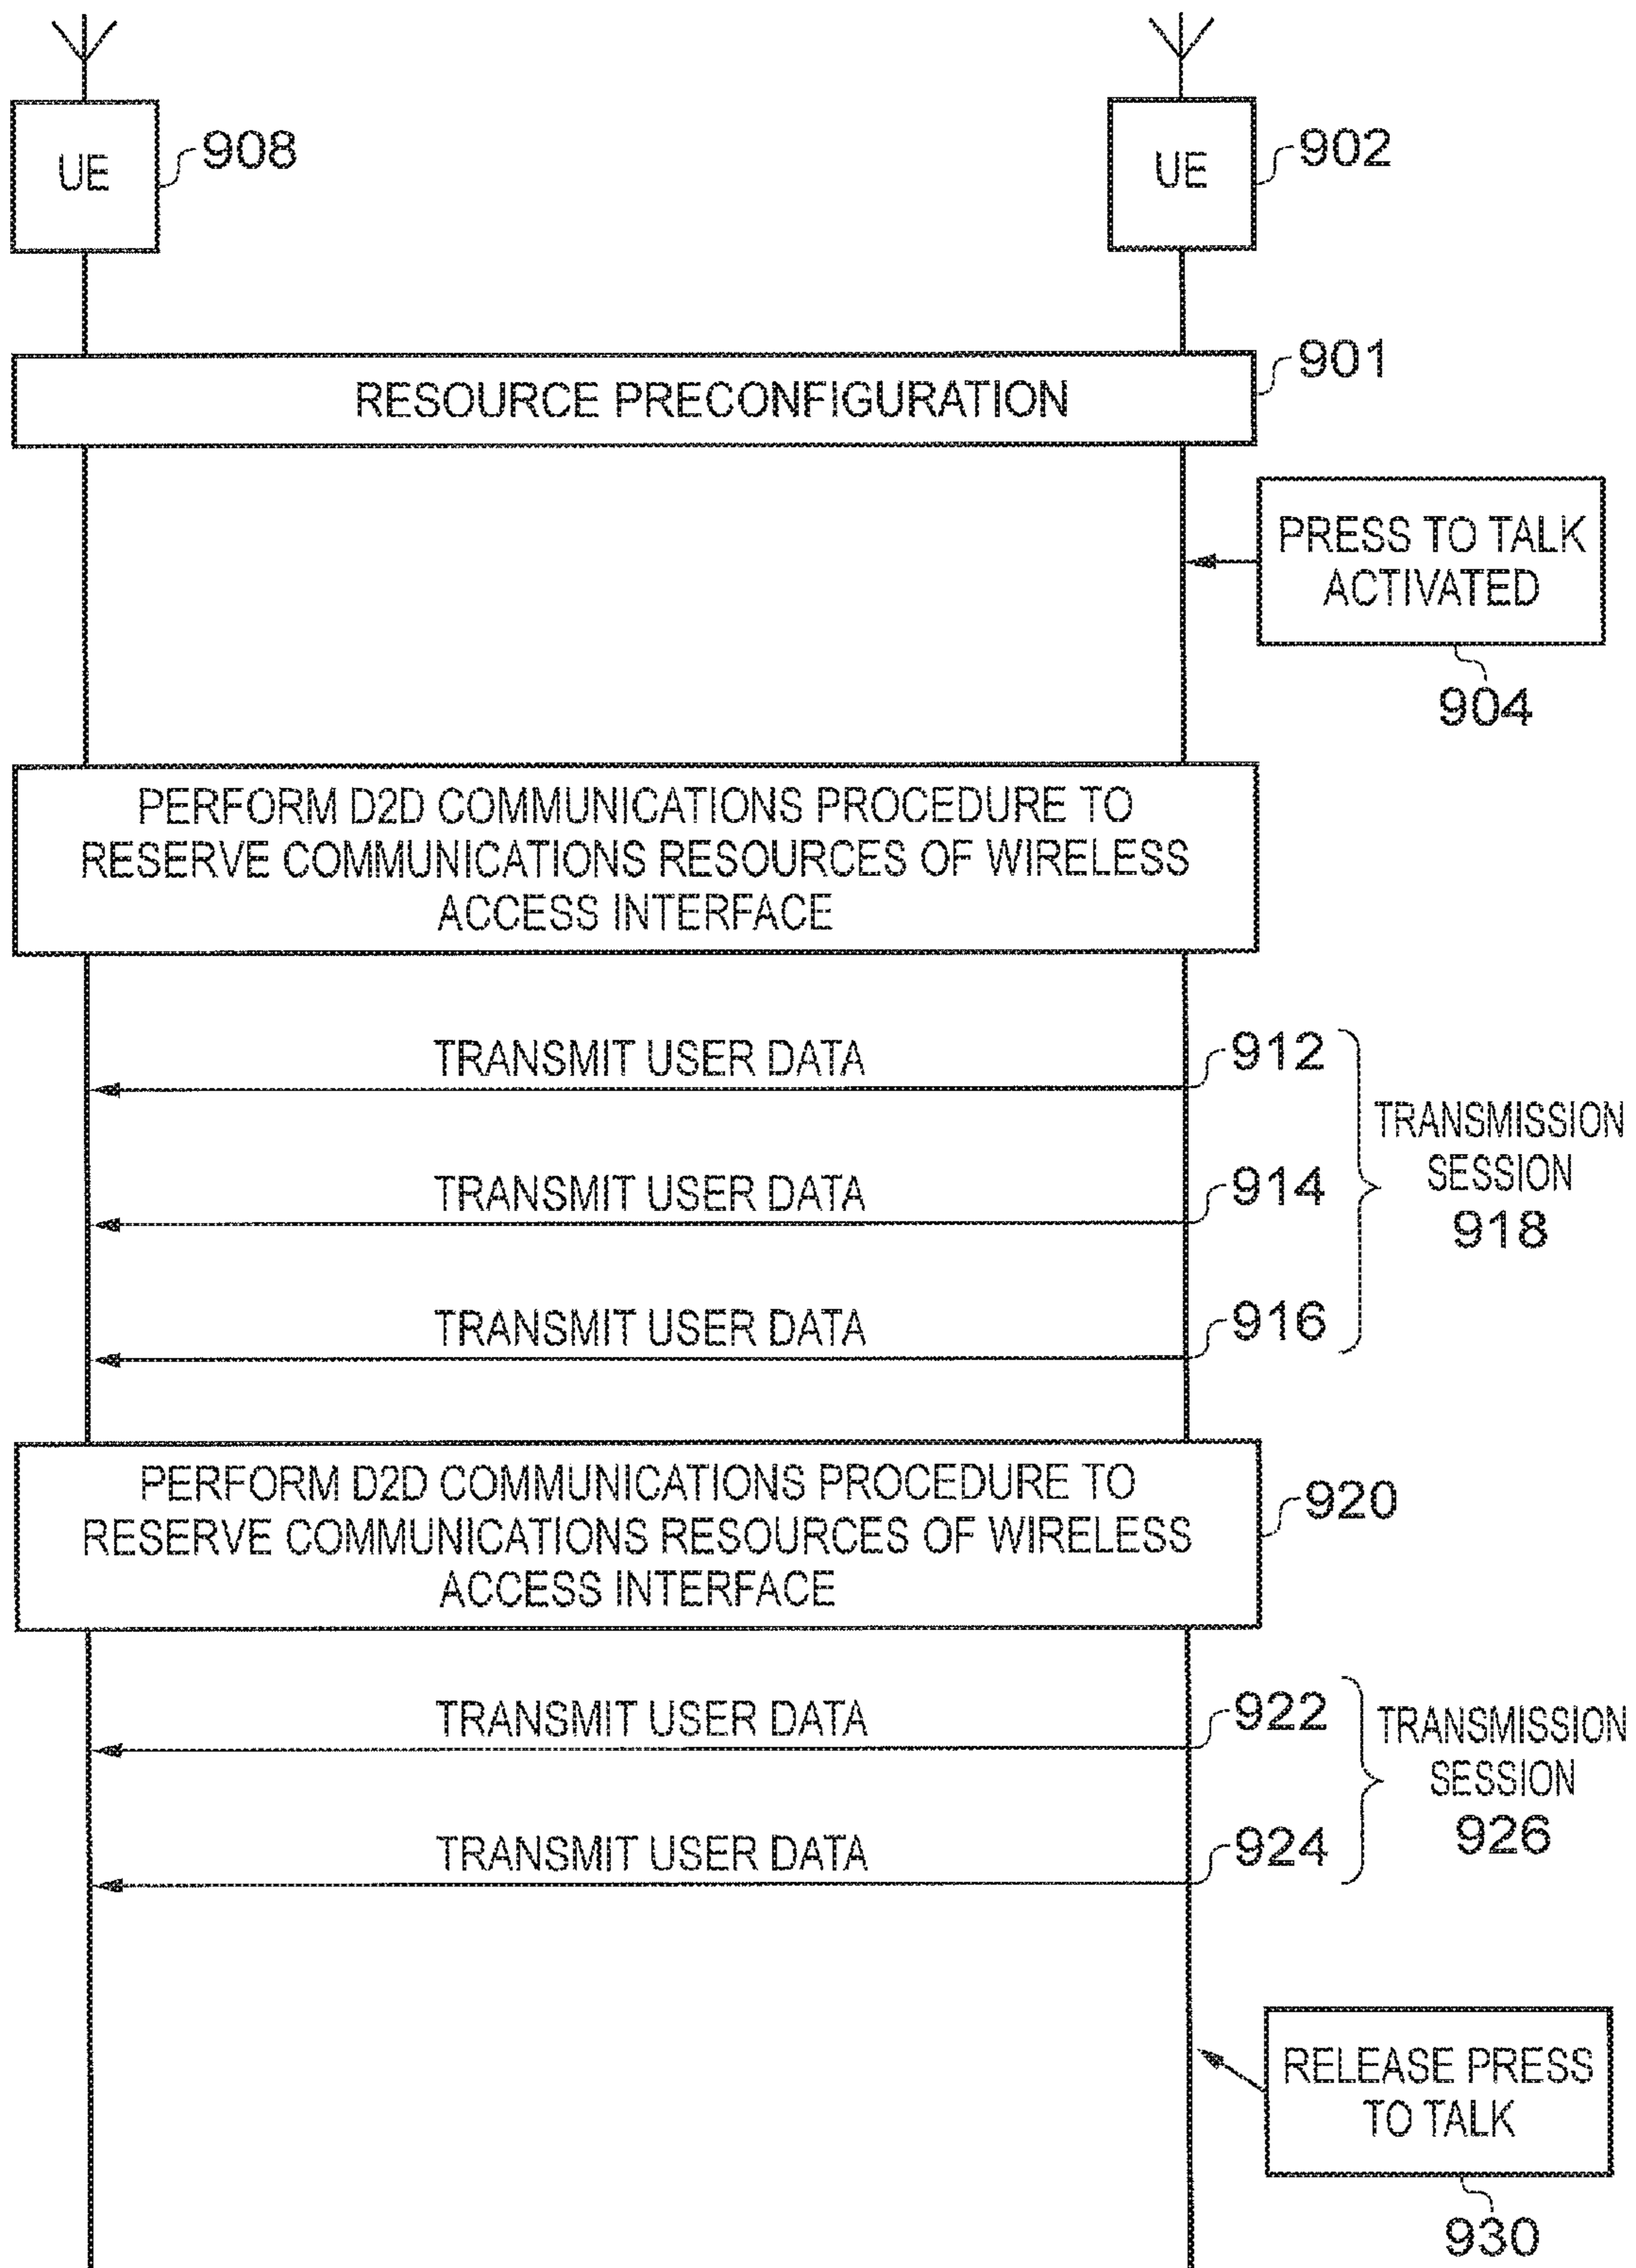 UE
908
UE
902
RESOURCE PRECONFIGURATION
901
PRESS TO TALK
ACTIVATED
904
PERFORM D2D COMMUNICATIONS PROCEDURE TO
RESERVE COMMUNICATIONS RESOURCES OF WIRELESS
ACCESS INTERFACE
TRANSMIT USER DATA
912
TRANSMIT USER DATA
914
TRANSMIT USER DATA
916
TRANSMISSION
SESSION
918
PERFORM D2D COMMUNICATIONS PROCEDURE TO
RESERVE COMMUNICATIONS RESOURCES OF WIRELESS
ACCESS INTERFACE
920
TRANSMIT USER DATA
922
TRANSMIT USER DATA
924
TRANSMISSION
SESSION
926
RELEASE PRESS
TO TALK
930